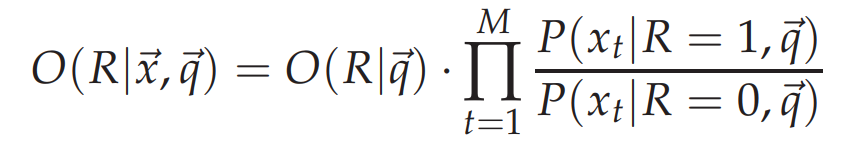 O(R|x⃗, q⃗) = O(R|q⃗) · ∏_{t=1}^{M} P(x_t|R = 1, q⃗) / P(x_t|R = 0, q⃗)